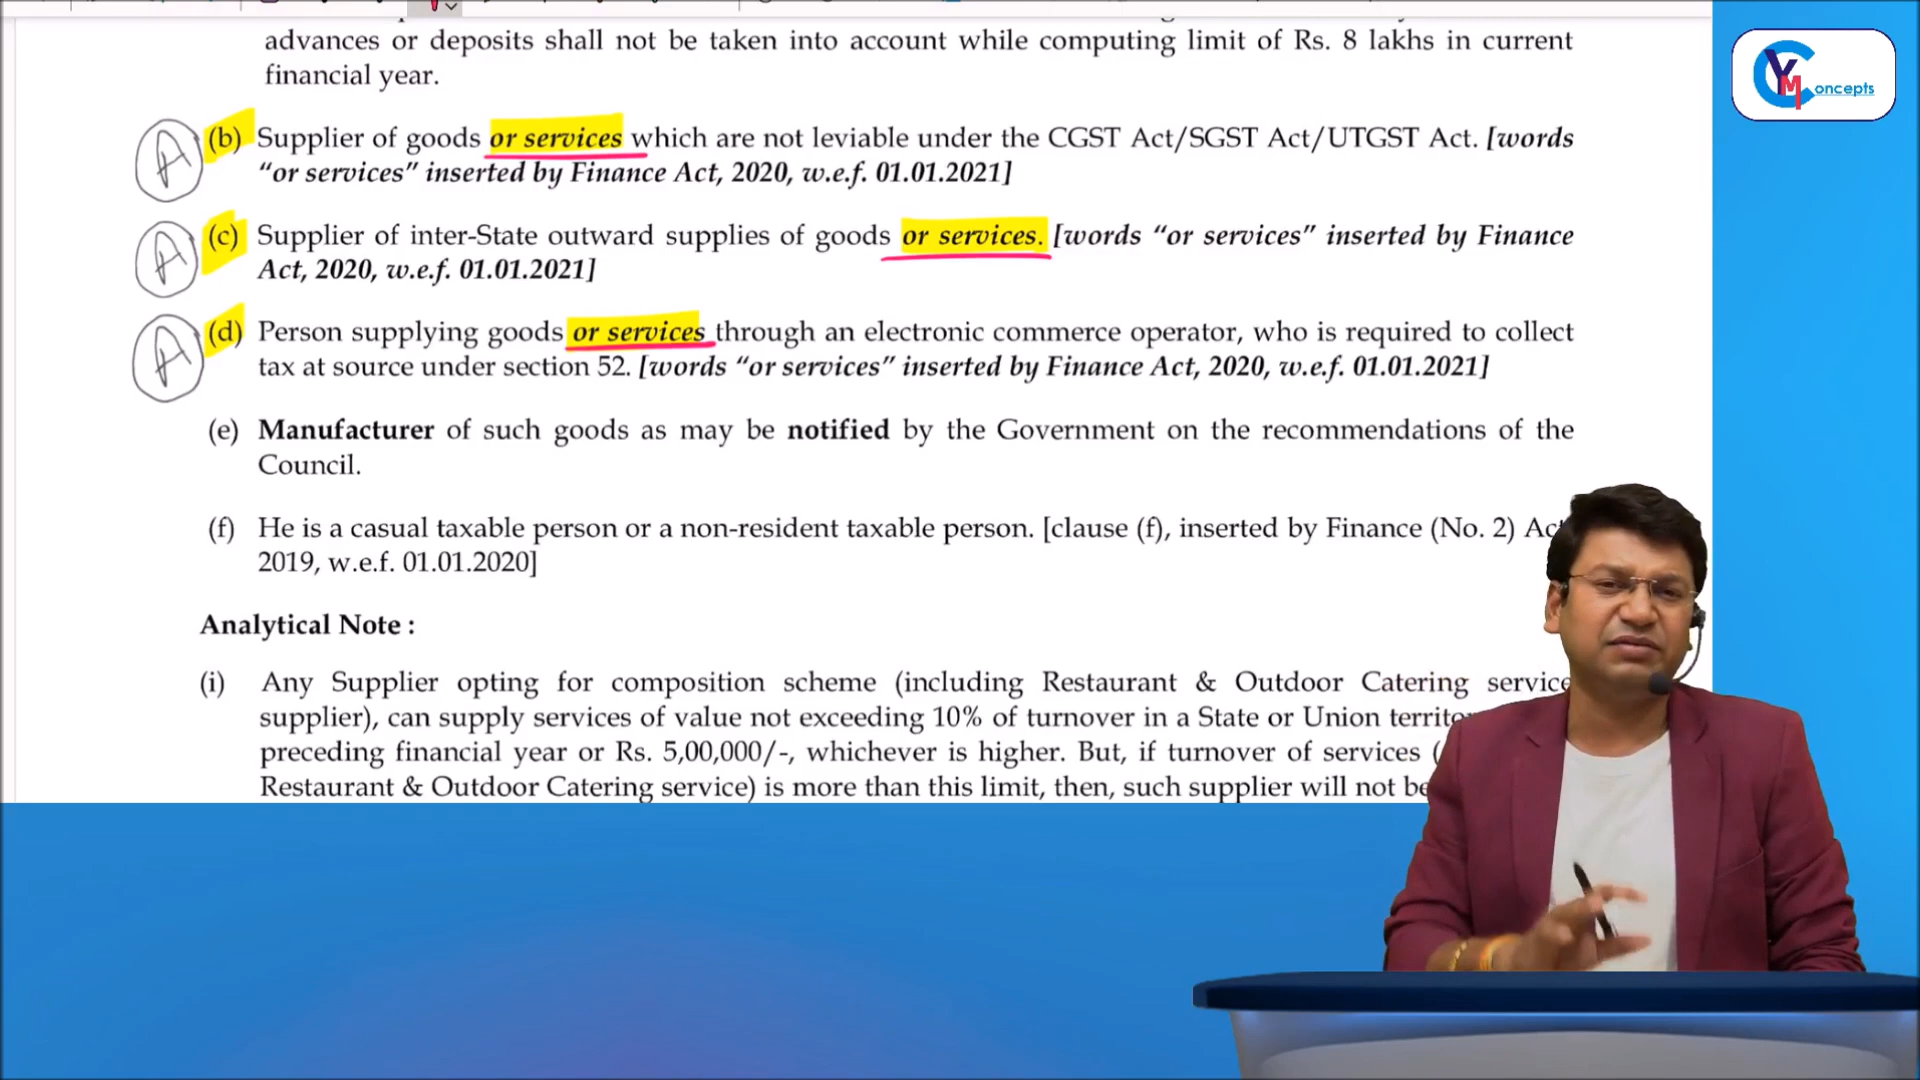 advances or deposits shall not be taken into account while computing limit of Rs. 8 lakhs in current
financial year.
(b) Supplier of goods or services which are not leviable under the CGST Act/SGST Act/UTGST Act. [words
“or services” inserted by Finance Act, 2020, w.e.f. 01.01.2021]
(c) Supplier of inter-State outward supplies of goods or services. [words “or services” inserted by Finance
Act, 2020, w.e.f. 01.01.2021]
(d) Person supplying goods or services through an electronic commerce operator, who is required to collect
tax at source under section 52. [words “or services” inserted by Finance Act, 2020, w.e.f. 01.01.2021]
(e) Manufacturer of such goods as may be notified by the Government on the recommendations of the
Council.
(f) He is a casual taxable person or a non-resident taxable person. [clause (f), inserted by Finance (No. 2) Act
2019, w.e.f. 01.01.2020]
Analytical Note :
(i) Any Supplier opting for composition scheme (including Restaurant & Outdoor Catering service
supplier), can supply services of value not exceeding 10% of turnover in a State or Union
preceding financial year or Rs. 5,00,000/-, whichever is higher. But, if turnover of services (
Restaurant & Outdoor Catering service) is more than this limit, then, such supplier will not be
A
A
A
YM Concepts